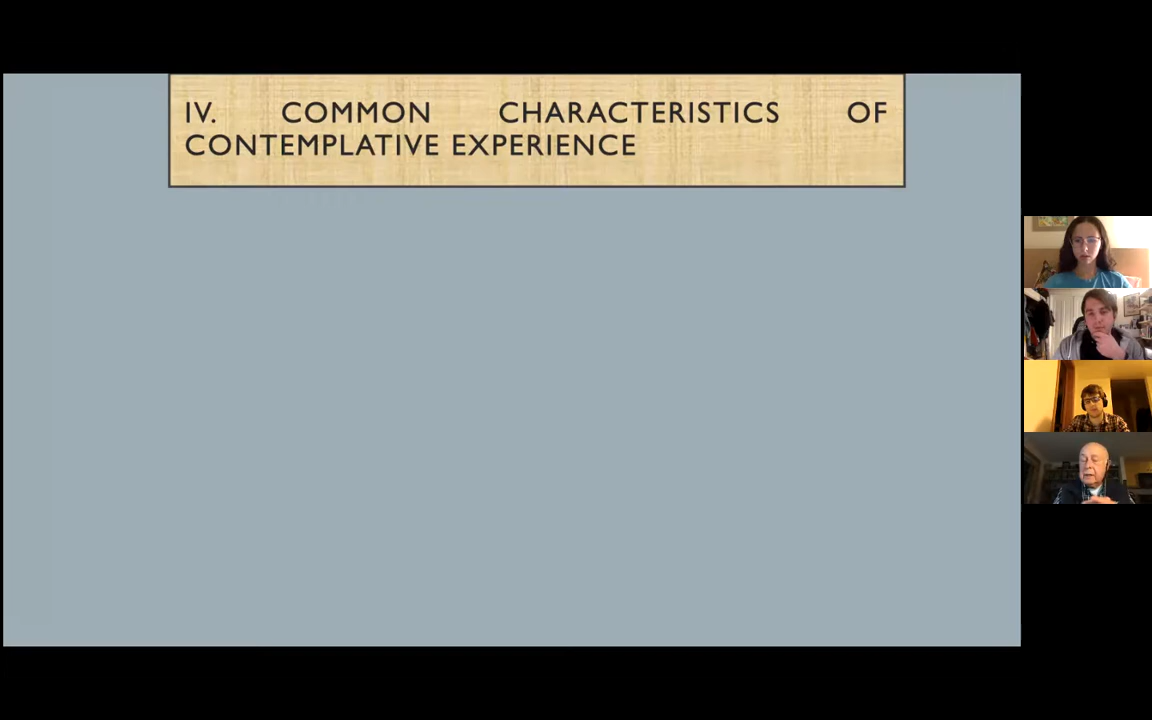 IV. COMMON CHARACTERISTICS OF
CONTEMPLATIVE EXPERIENCE